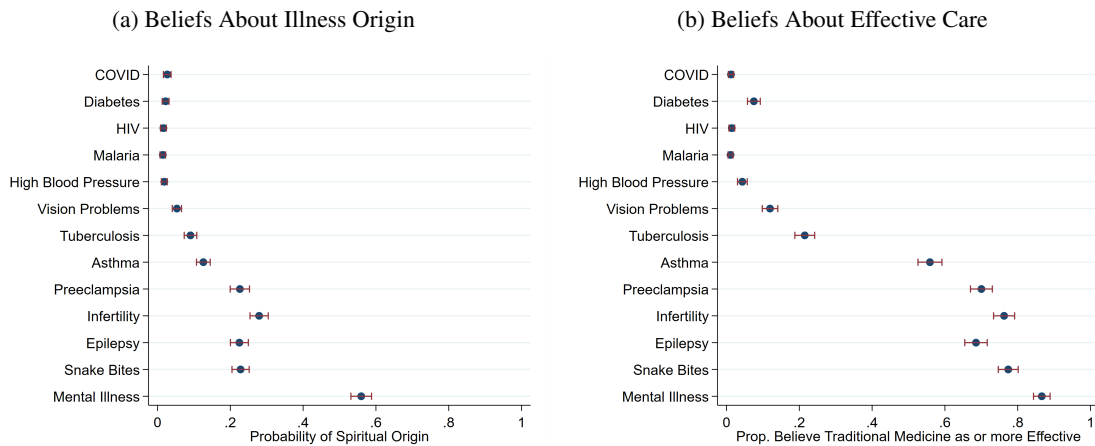 (a) Beliefs About Illness Origin
COVID
Diabetes
HIV
Malaria
High Blood Pressure
Vision Problems
Tuberculosis
Asthma
Preeclampsia
Infertility
Epilepsy
Snake Bites
Mental Illness
0 .2 .4 .6 .8 1
Probability of Spiritual Origin
(b) Beliefs About Effective Care
COVID
Diabetes
HIV
Malaria
High Blood Pressure
Vision Problems
Tuberculosis
Asthma
Preeclampsia
Infertility
Epilepsy
Snake Bites
Mental Illness
0 .2 .4 .6 .8 1
Prop. Believe Traditional Medicine as or more Effective